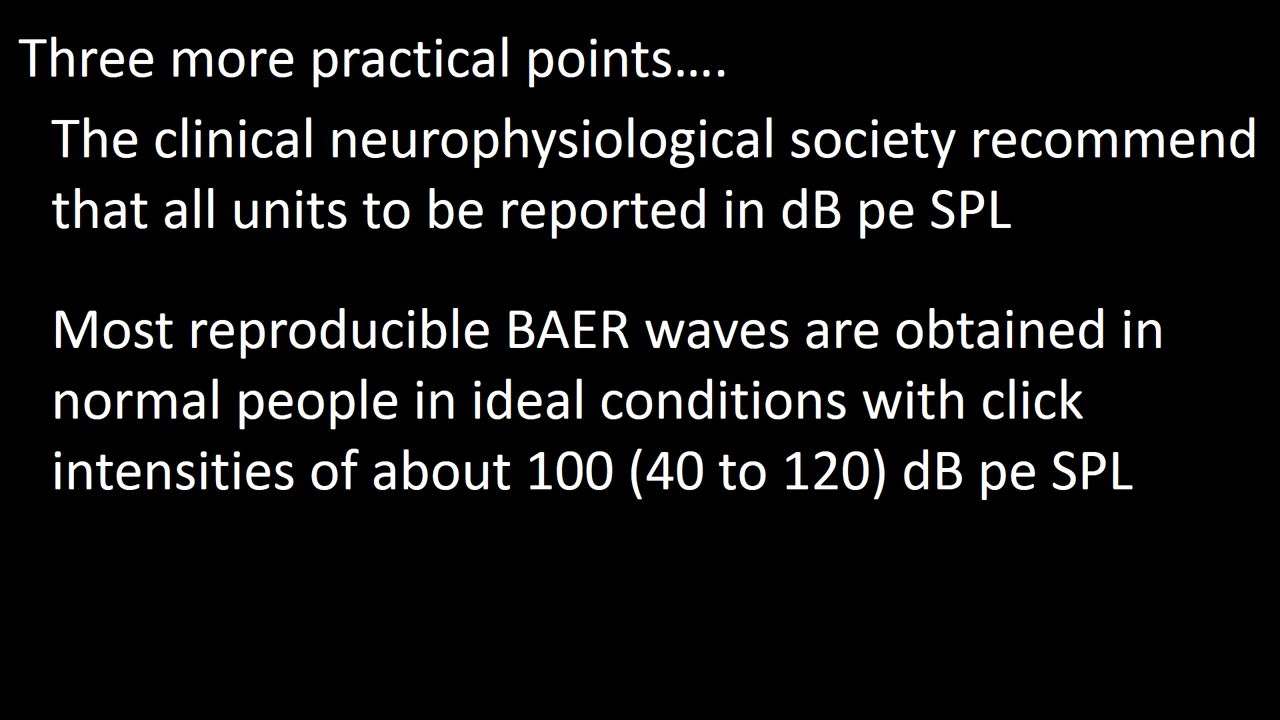 Three more practical points....
The clinical neurophysiological society recommend
that all units to be reported in dB pe SPL
Most reproducible BAER waves are obtained in
normal people in ideal conditions with click
intensities of about 100 (40 to 120) dB pe SPL